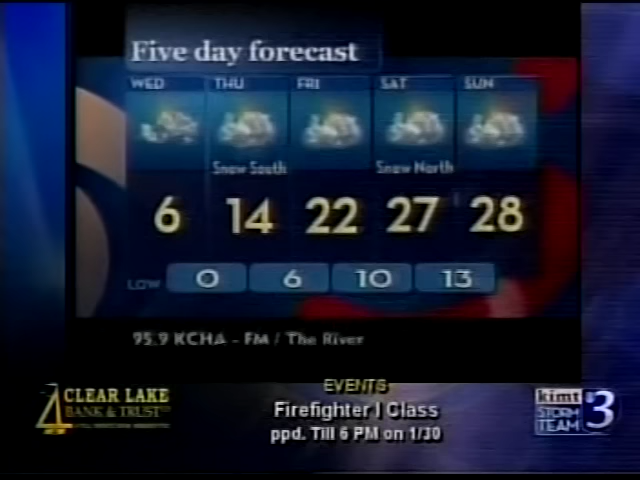 Five day forecast
WED THU FRI SAT SUN
Snow South Snow North
6 14 22 27 28
LOW 0 6 10 13
95.9 KCHA - FM / The River
CLEAR LAKE
BANK & TRUST
EVENTS
Firefighter I Class
ppd. Till 6 PM on 1/30
kimt 3
STORM
TEAM